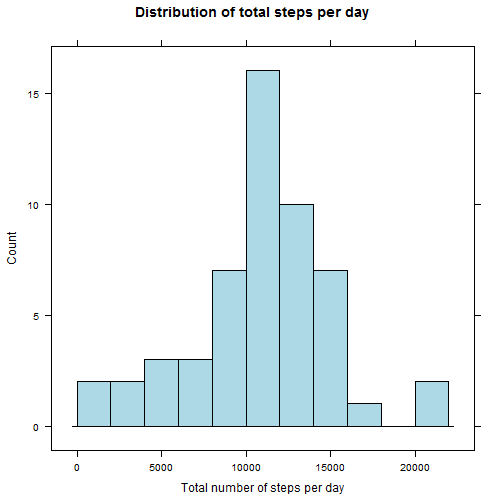 Distribution of total steps per day
Count
15
10
5
0
0 5000 10000 15000 20000
Total number of steps per day